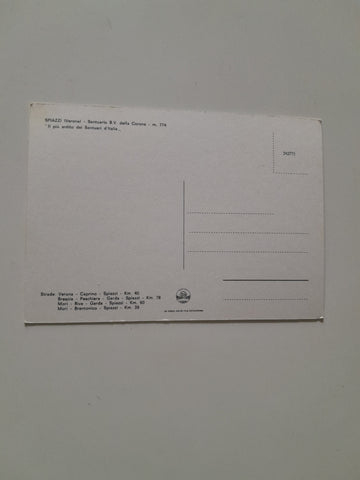 SPIAZZI (Verona) - Santuario B.V. della Corona - m. 774
"Il più ardito dei Santuari d'Italia„
Strade: Verona - Caprino - Spiazzi - Km. 40
Brescia - Peschiera - Garda - Spiazzi - Km. 78
Mori - Riva - Garda - Spiazzi - Km. 60
Mori - Brentonico - Spiazzi - Km. 38